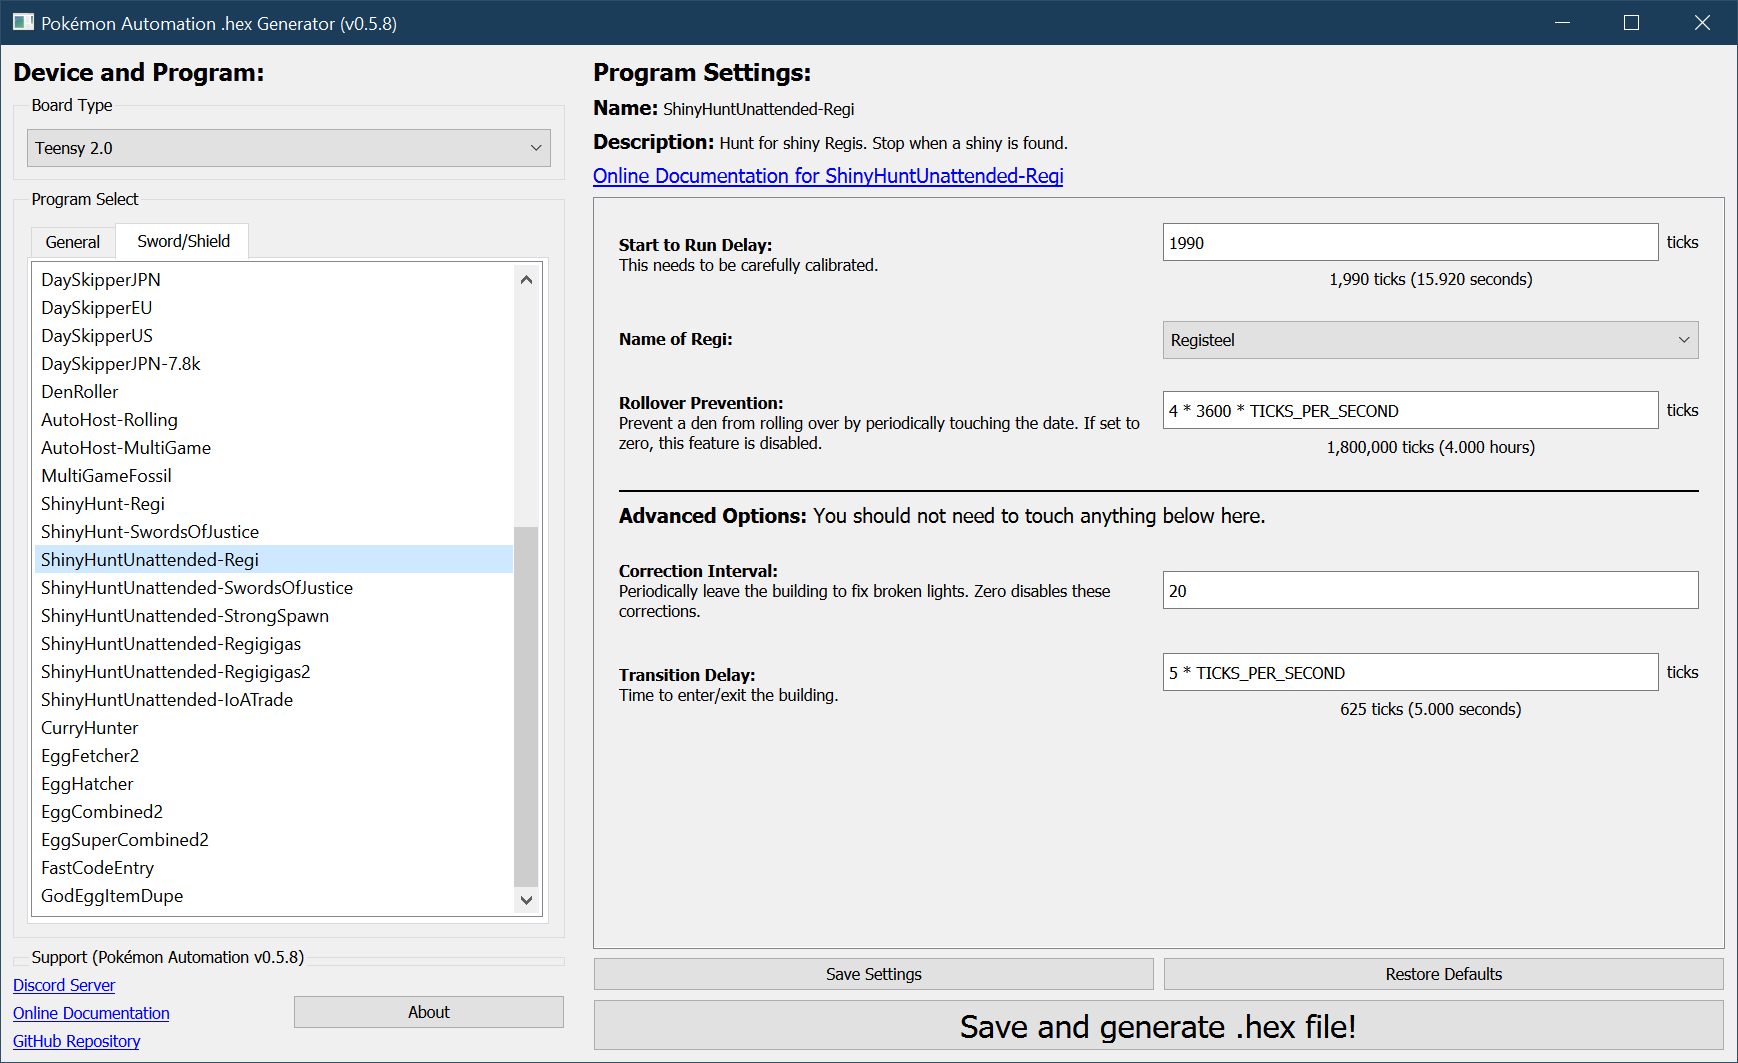 Pokémon Automation .hex Generator (v0.5.8)
Device and Program:
Board Type
Teensy 2.0
Program Select
General
Sword/Shield
DaySkipperJPN
DaySkipperEU
DaySkipperUS
DaySkipperJPN-7.8k
DenRoller
AutoHost-Rolling
AutoHost-MultiGame
MultiGameFossil
ShinyHunt-Regi
ShinyHunt-SwordsOfJustice
ShinyHuntUnattended-Regi
ShinyHuntUnattended-SwordsOfJustice
ShinyHuntUnattended-StrongSpawn
ShinyHuntUnattended-Regigigas
ShinyHuntUnattended-Regigigas2
ShinyHuntUnattended-IoATrade
CurryHunter
EggFetcher2
EggHatcher
EggCombined2
EggSuperCombined2
FastCodeEntry
GodEggItemDupe
Support (Pokémon Automation v0.5.8)
Discord Server
Online Documentation
GitHub Repository
About
Program Settings:
Name: ShinyHuntUnattended-Regi
Description: Hunt for shiny Regis. Stop when a shiny is found.
Online Documentation for ShinyHuntUnattended-Regi
Start to Run Delay:
This needs to be carefully calibrated.
1990
ticks
1,990 ticks (15.920 seconds)
Name of Regi:
Registeel
Rollover Prevention:
Prevent a den from rolling over by periodically touching the date. If set to
zero, this feature is disabled.
4 * 3600 * TICKS_PER_SECOND
ticks
1,800,000 ticks (4.000 hours)
Advanced Options: You should not need to touch anything below here.
Correction Interval:
Periodically leave the building to fix broken lights. Zero disables these
corrections.
20
Transition Delay:
Time to enter/exit the building.
5 * TICKS_PER_SECOND
ticks
625 ticks (5.000 seconds)
Save Settings
Restore Defaults
Save and generate .hex file!